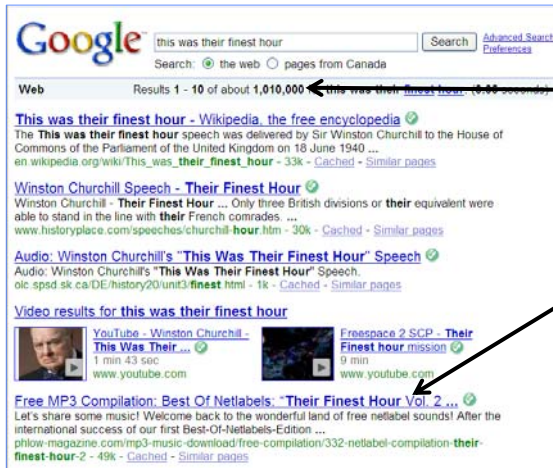 Google
this was their finest hour
Search
Advanced Search
Preferences
Search: the web pages from Canada
Web Results 1 - 10 of about 1,010,000 this was their finest hour. seconds)
This was their finest hour - Wikipedia, the free encyclopedia
The This was their finest hour speech was delivered by Sir Winston Churchill to the House of
Commons of the Parliament of the United Kingdom on 18 June 1940 ...
en.wikipedia.org/wiki/This_was_their_finest_hour - 33k - Cached - Similar pages
Winston Churchill Speech - Their Finest Hour
Winston Churchill - Their Finest Hour ... Only three British divisions or their equivalent were
able to stand in the line with their French comrades. ...
www.historyplace.com/speeches/churchill-hour.htm - 30k - Cached - Similar pages
Audio: Winston Churchill's "This Was Their Finest Hour" Speech
Audio: Winston Churchill's "This Was Their Finest Hour" Speech.
olc.spsd.sk.ca/DE/history20/unit3/finest.html - 1k - Cached - Similar pages
Video results for this was their finest hour
YouTube - Winston Churchill -
This Was Their ...
1 min 43 sec
www.youtube.com
Freespace 2 SCP - Their
Finest hour mission
9 min
www.youtube.com
Free MP3 Compilation: Best Of Netlabels: "Their Finest Hour Vol. 2 ...
Let's share some music! Welcome back to the wonderful land of free netlabel sounds! After the
international success of our first Best-Of-Netlabels-Edition ...
phlow-magazine.com/mp3-music-download/free-compilation/332-netlabel-compilation-their-
finest-hour-2 - 49k - Cached - Similar pages